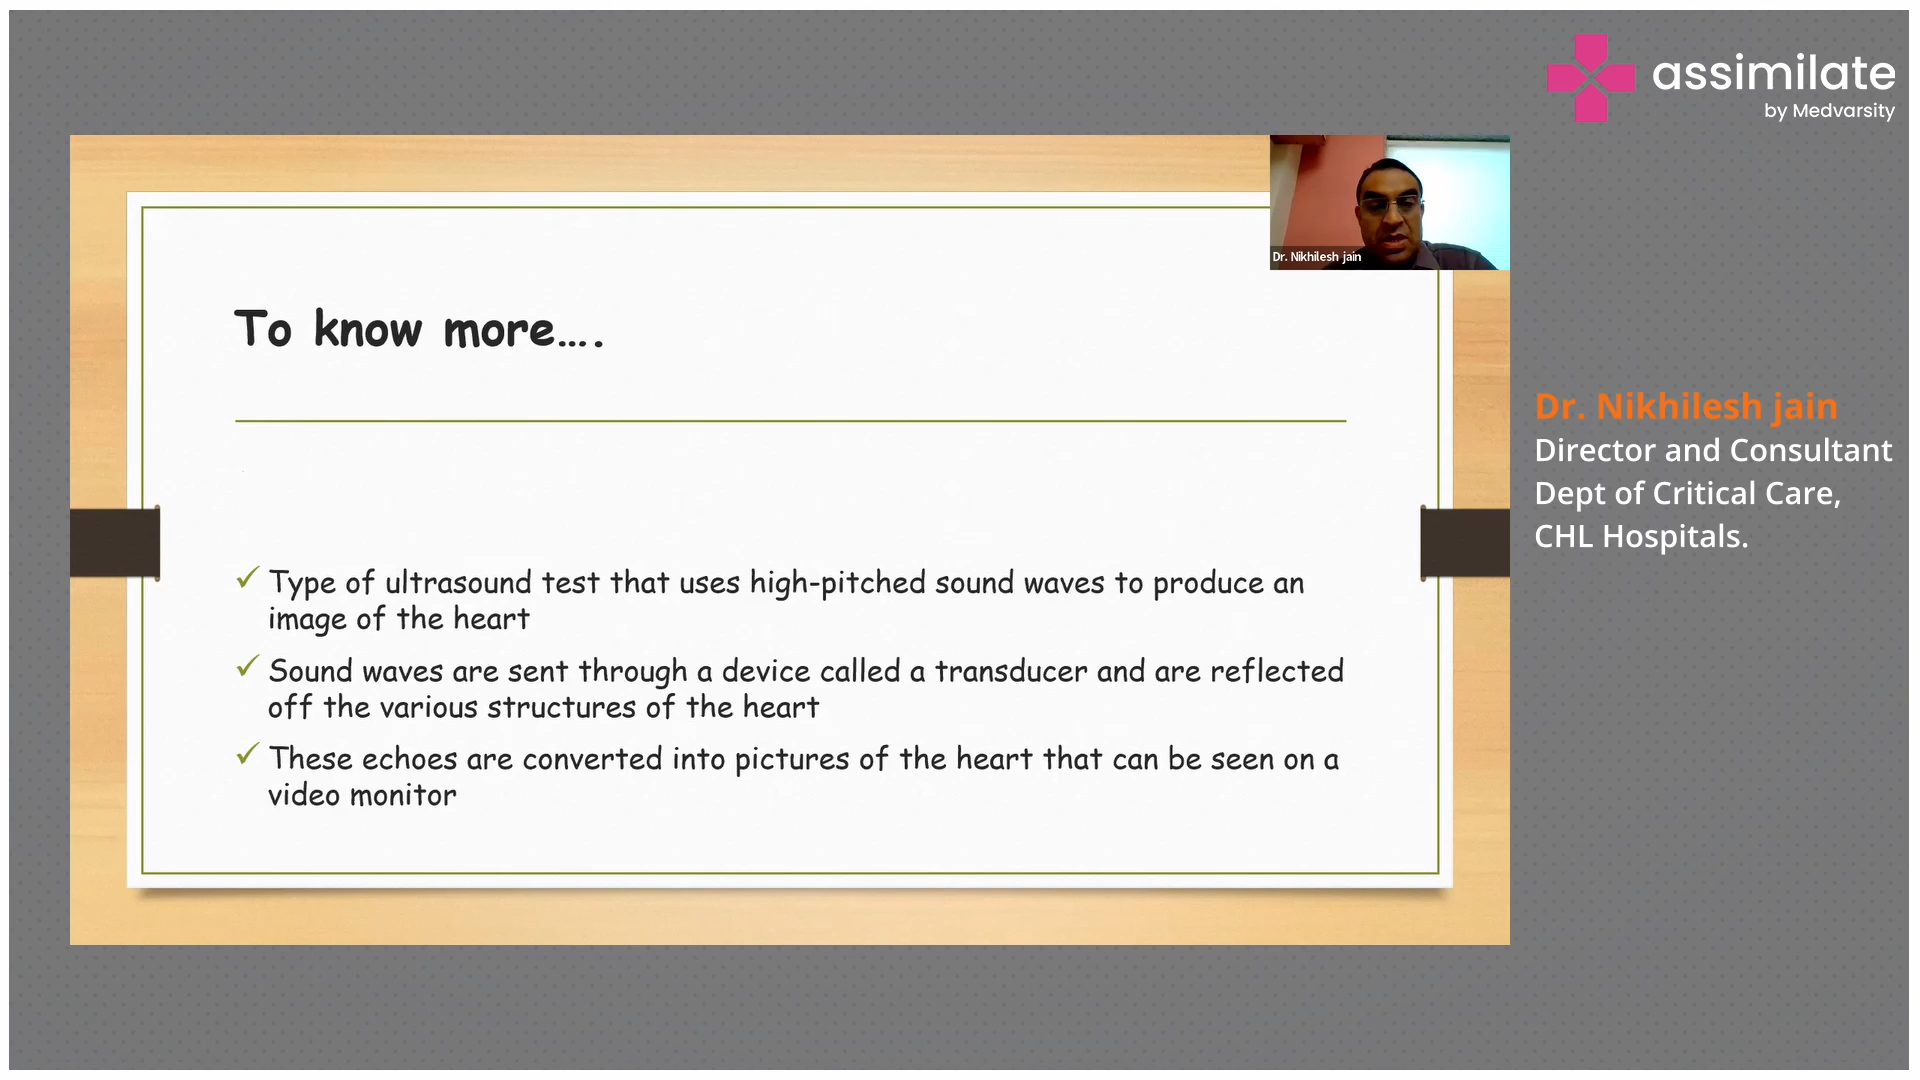 assimilate
by Medvarsity
Dr. Nikhilesh jain
To know more....
Dr. Nikhilesh jain
Director and Consultant
Dept of Critical Care,
CHL Hospitals.
✓ Type of ultrasound test that uses high-pitched sound waves to produce an
image of the heart
✓ Sound waves are sent through a device called a transducer and are reflected
off the various structures of the heart
✓ These echoes are converted into pictures of the heart that can be seen on a
video monitor